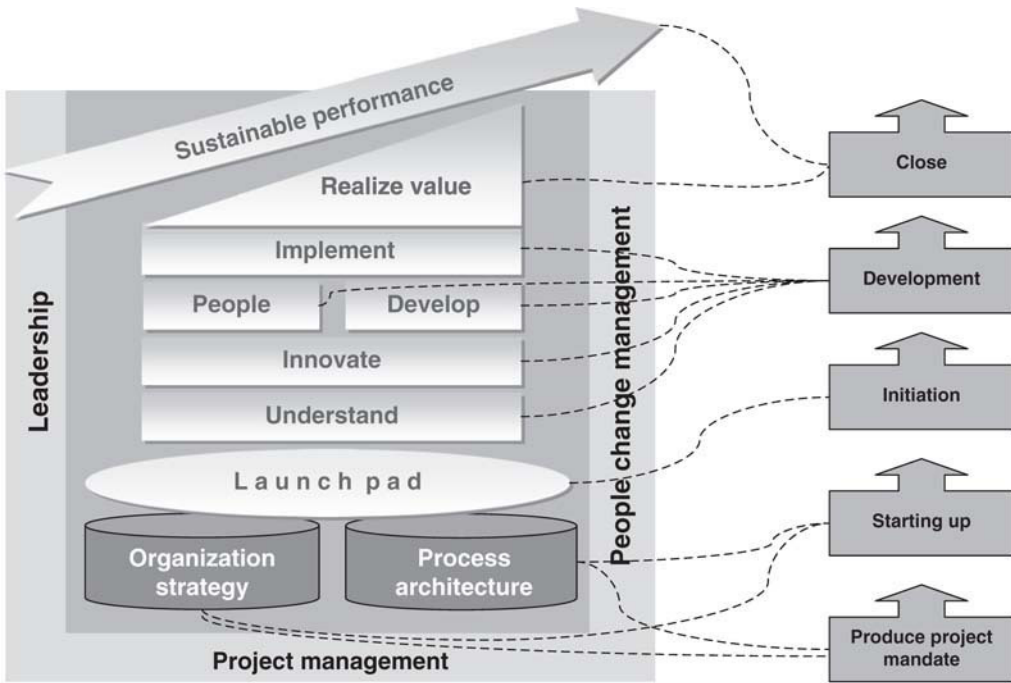 Sustainable performance
Realize value
Implement
People
Develop
Innovate
Understand
Launch pad
Organization
strategy
Process
architecture
Leadership
People change management
Project management
Close
Development
Initiation
Starting up
Produce project
mandate